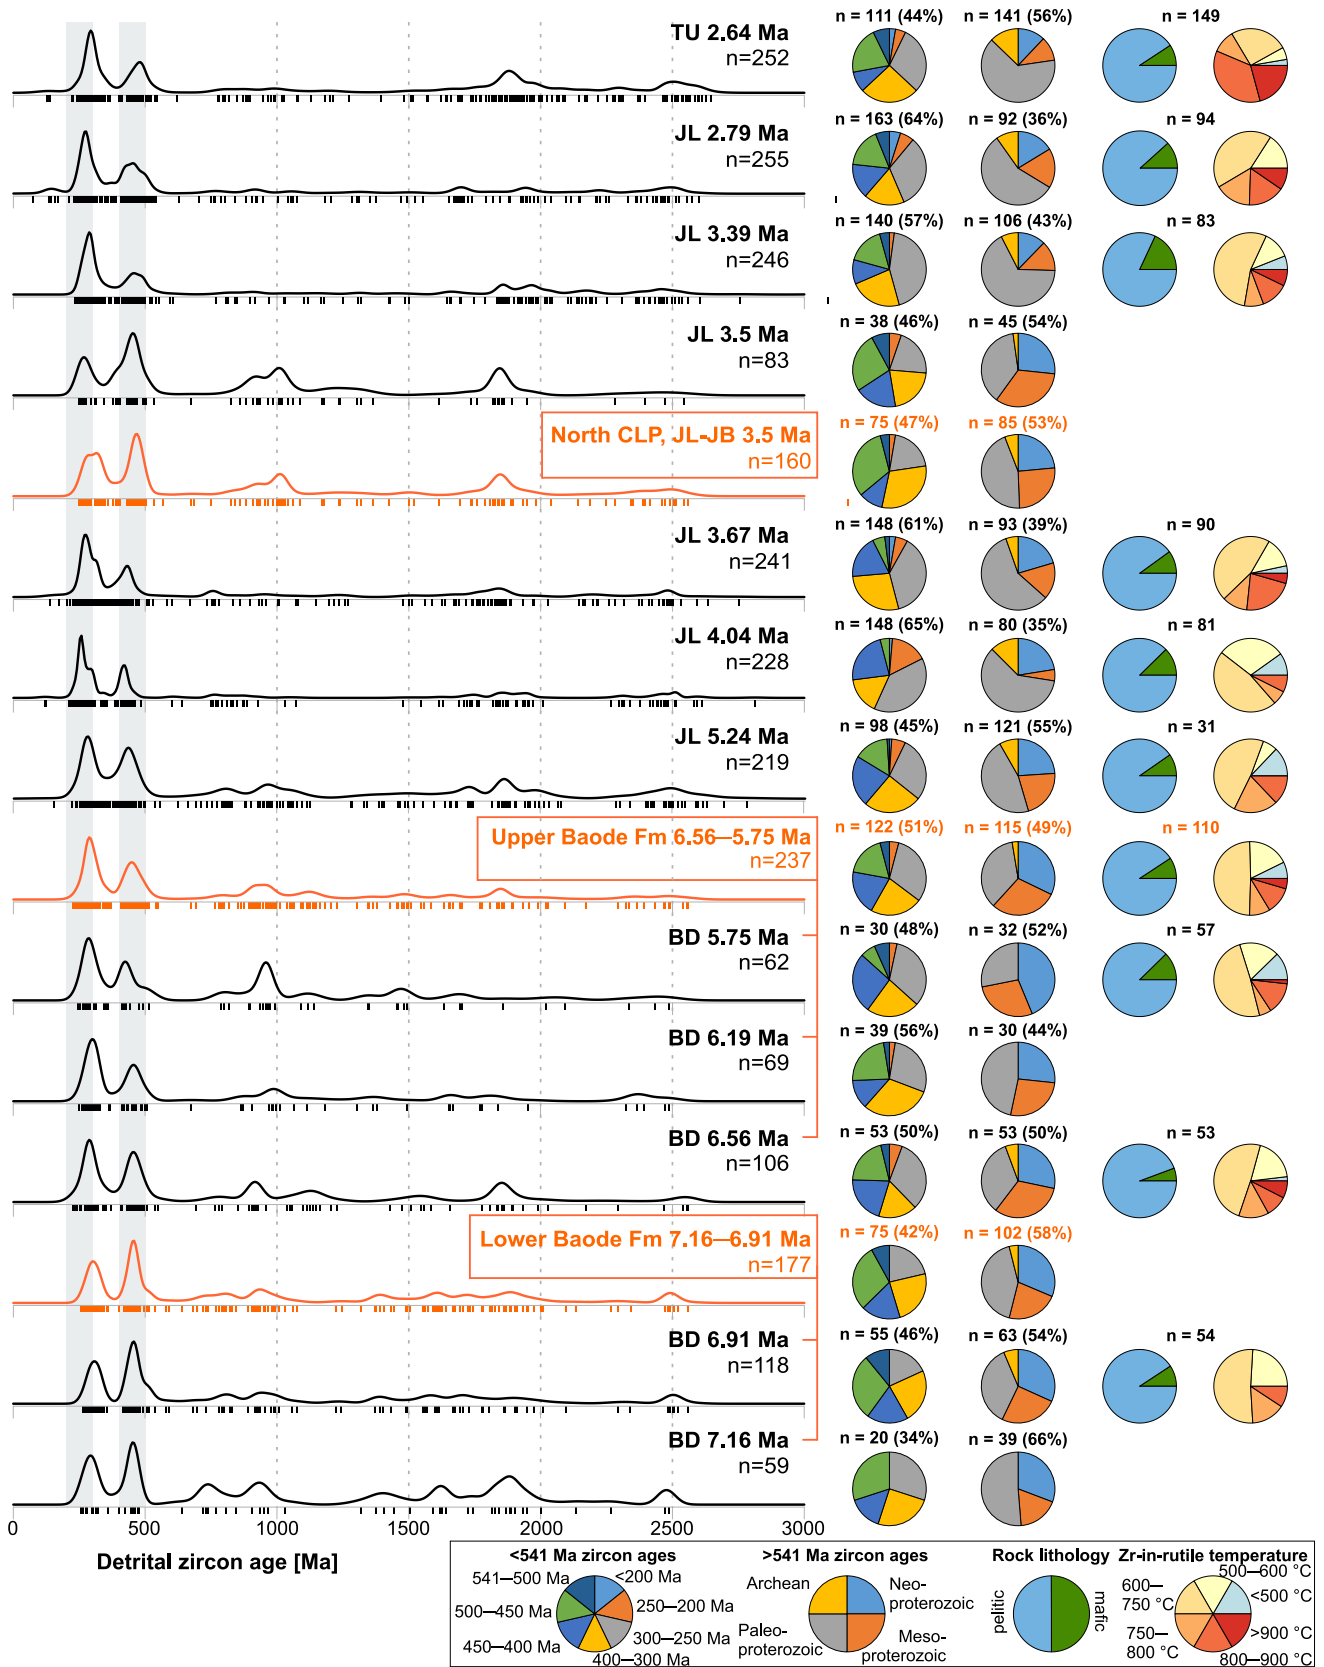 TU 2.64 Ma
n=252
n = 111 (44%)
n = 141 (56%)
n = 149
JL 2.79 Ma
n=255
n = 163 (64%)
n = 92 (36%)
n = 94
JL 3.39 Ma
n=246
n = 140 (57%)
n = 106 (43%)
n = 83
JL 3.5 Ma
n=83
n = 38 (46%)
n = 45 (54%)
North CLP, JL-JB 3.5 Ma
n=160
n = 75 (47%)
n = 85 (53%)
JL 3.67 Ma
n=241
n = 148 (61%)
n = 93 (39%)
n = 90
JL 4.04 Ma
n=228
n = 148 (65%)
n = 80 (35%)
n = 81
JL 5.24 Ma
n=219
n = 98 (45%)
n = 121 (55%)
n = 31
Upper Baode Fm 6.56—5.75 Ma
n=237
n = 122 (51%)
n = 115 (49%)
n = 110
BD 5.75 Ma
n=62
n = 30 (48%)
n = 32 (52%)
n = 57
BD 6.19 Ma
n=69
n = 39 (56%)
n = 30 (44%)
BD 6.56 Ma
n=106
n = 53 (50%)
n = 53 (50%)
n = 53
Lower Baode Fm 7.16—6.91 Ma
n=177
n = 75 (42%)
n = 102 (58%)
BD 6.91 Ma
n=118
n = 55 (46%)
n = 63 (54%)
n = 54
BD 7.16 Ma
n=59
n = 20 (34%)
n = 39 (66%)
0 500 1000 1500 2000 2500 3000
Detrital zircon age [Ma]
<541 Ma zircon ages
541—500 Ma
<200 Ma
500—450 Ma
250—200 Ma
450—400 Ma
300—250 Ma
400—300 Ma
>541 Ma zircon ages
Archean
Neo-
proterozoic
Paleo-
proterozoic
Meso-
proterozoic
Rock lithology
pelitic
mafic
Zr-in-rutile temperature
500—600 °C
600—
750 °C
<500 °C
750—
800 °C
>900 °C
800—900 °C